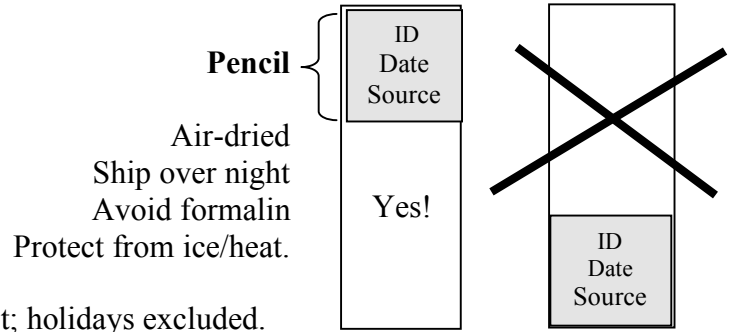 Pencil
Air-dried
Ship over night
Avoid formalin
Protect from ice/heat.
t; holidays excluded.
ID
Date
Source
Yes!
ID
Date
Source